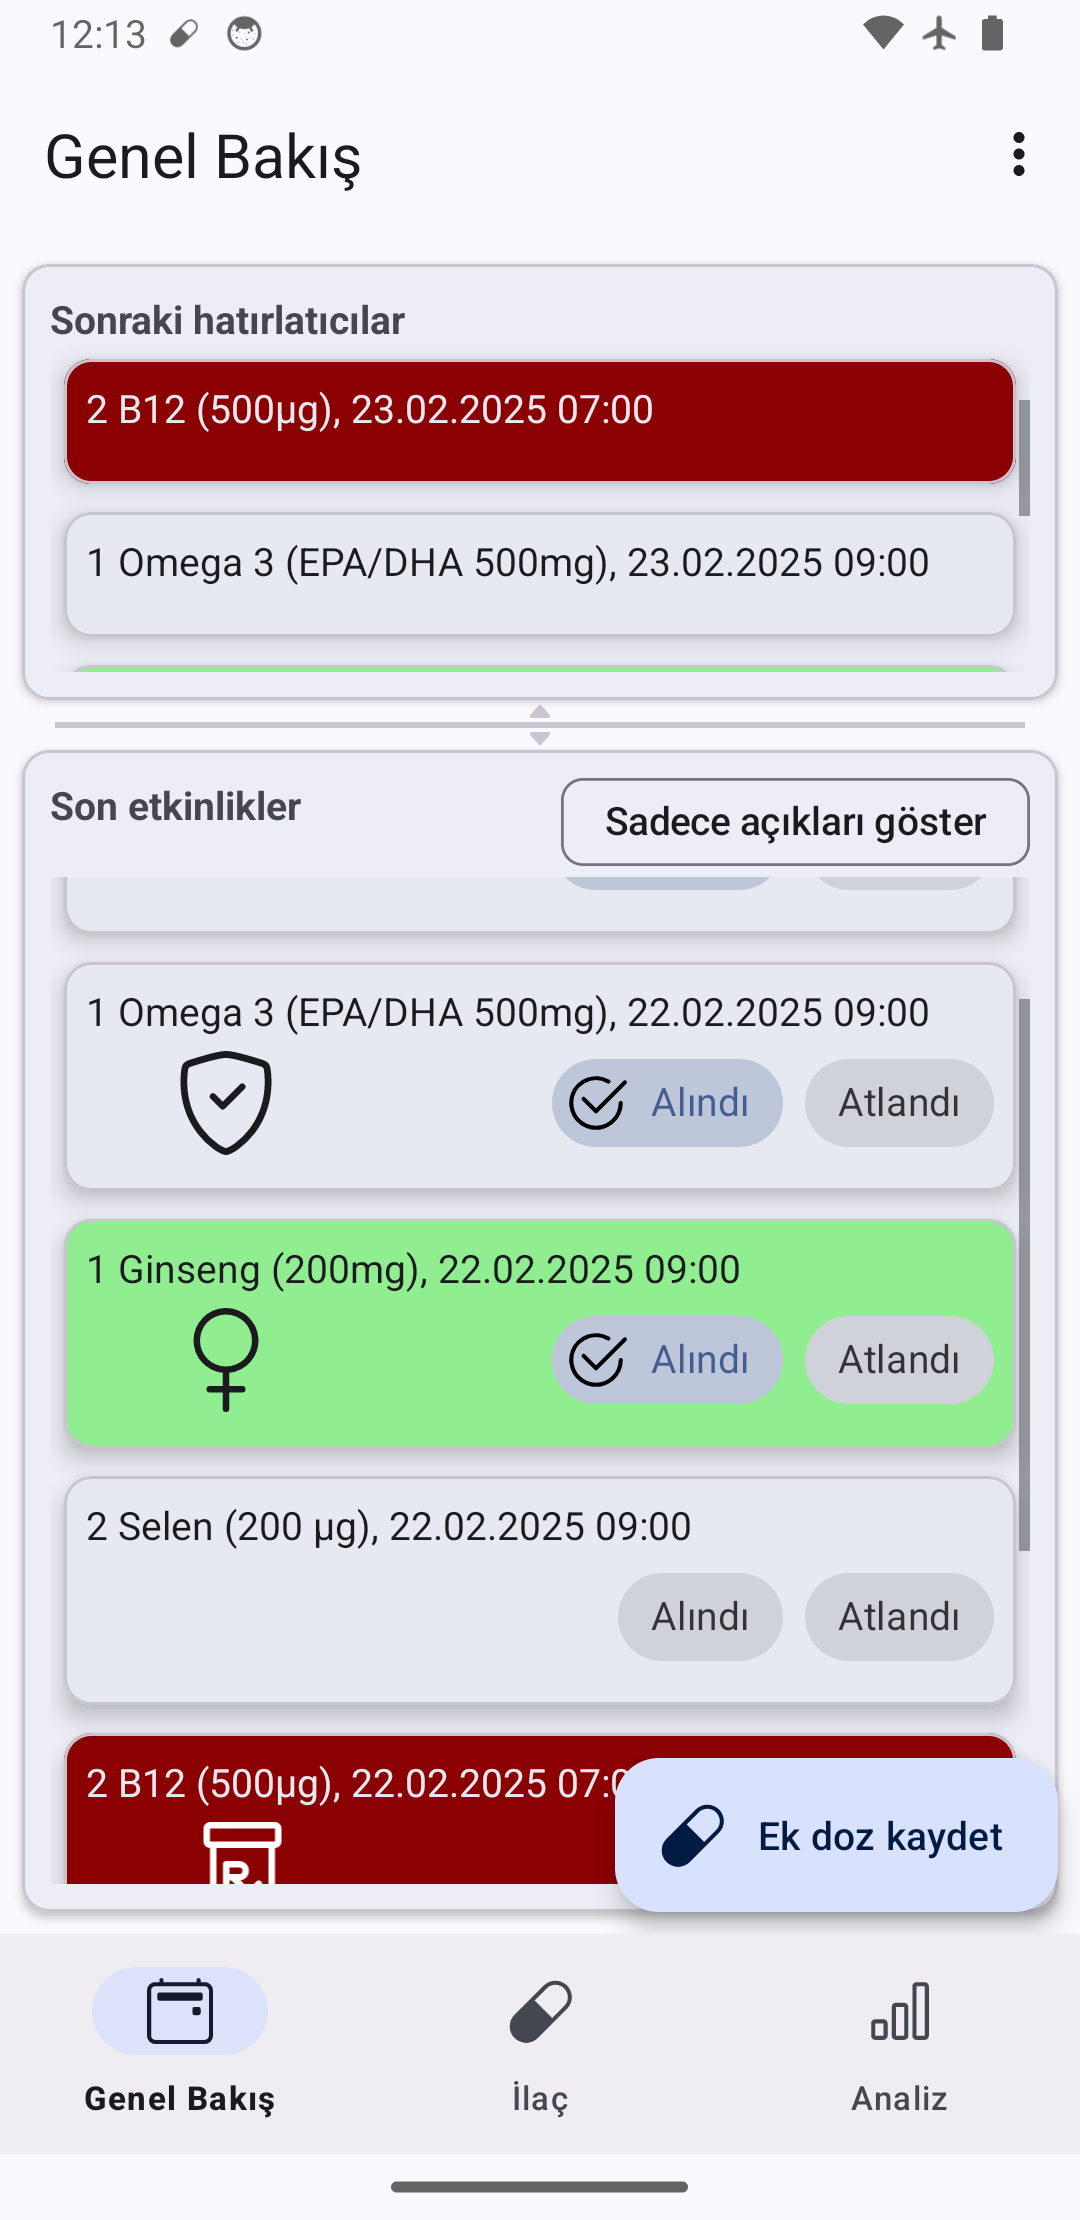 12:13
Genel Bakış
Sonraki hatırlatıcılar
2 B12 (500µg), 23.02.2025 07:00
1 Omega 3 (EPA/DHA 500mg), 23.02.2025 09:00
Son etkinlikler
Sadece açıkları göster
1 Omega 3 (EPA/DHA 500mg), 22.02.2025 09:00
Alındı Atlandı
1 Ginseng (200mg), 22.02.2025 09:00
Alındı Atlandı
2 Selen (200 µg), 22.02.2025 09:00
Alındı Atlandı
2 B12 (500µg), 22.02.2025 07:0
Ek doz kaydet
Genel Bakış İlaç Analiz